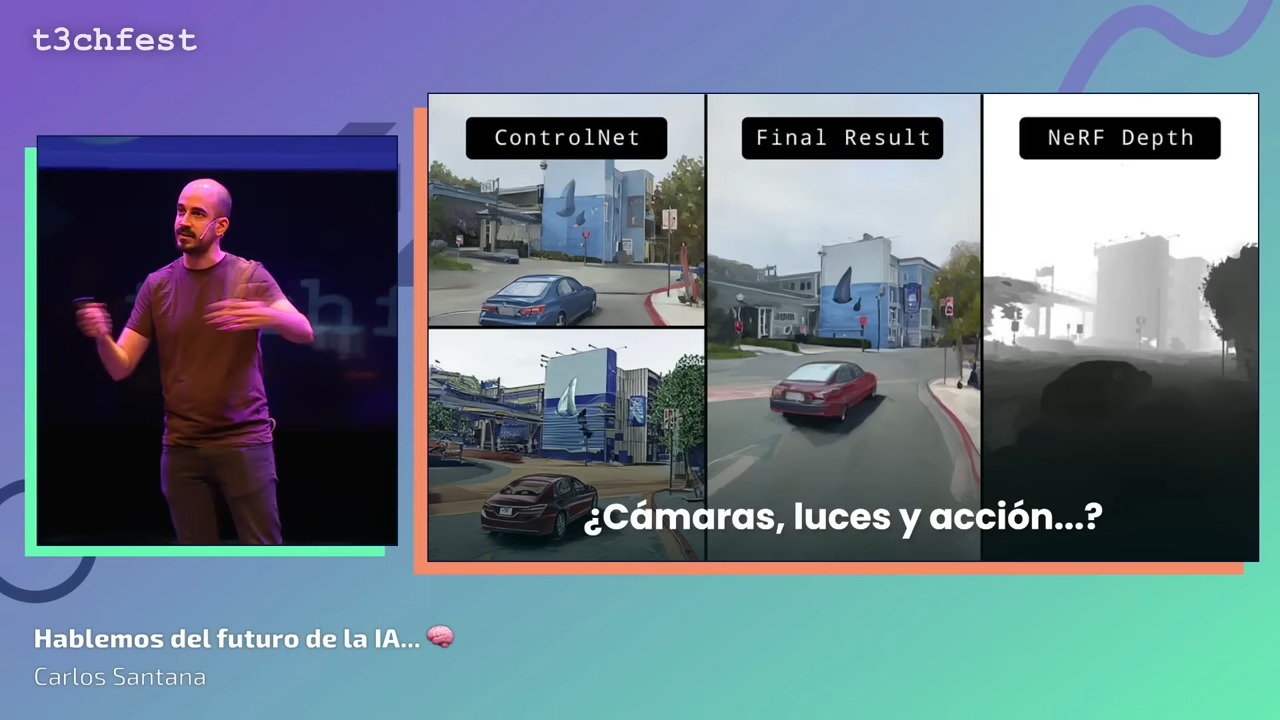 t3chfest
ControlNet
Final Result
NeRF Depth
¿Cámaras, luces y acción...?
Hablemos del futuro de la IA... 🧠
Carlos Santana